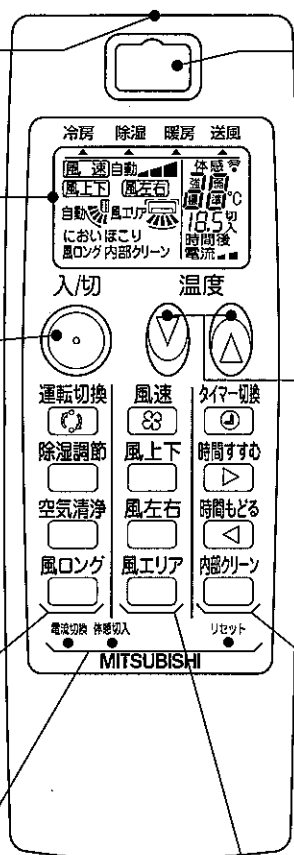 冷房 除湿 暖房 送風
風速 自動 体感
強
風上下 風左右 弱 °C
自動 風エリア 18.5 切入
におい ほこり 時間後
風ロング 内部クリーン 電流
入/切 温度
運転切換 風速 タイマー切換
除湿調節 風上下 時間すすむ
空気清浄 風左右 時間もどる
風ロング 風エリア 内部クリーン
電流切換 体感切入 リセット
MITSUBISHI